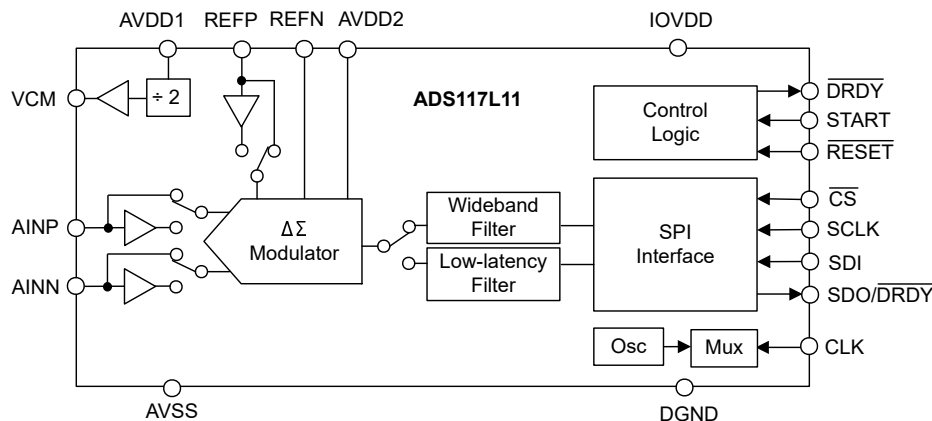 AVDD1
REFP
REFN
AVDD2
IOVDD
VCM
÷ 2
ADS117L11
Control
Logic
DRDY
START
RESET
AINP
AINN
ΔΣ
Modulator
Wideband
Filter
Low-latency
Filter
SPI
Interface
CS
SCLK
SDI
SDO/DRDY
Osc
Mux
CLK
AVSS
DGND